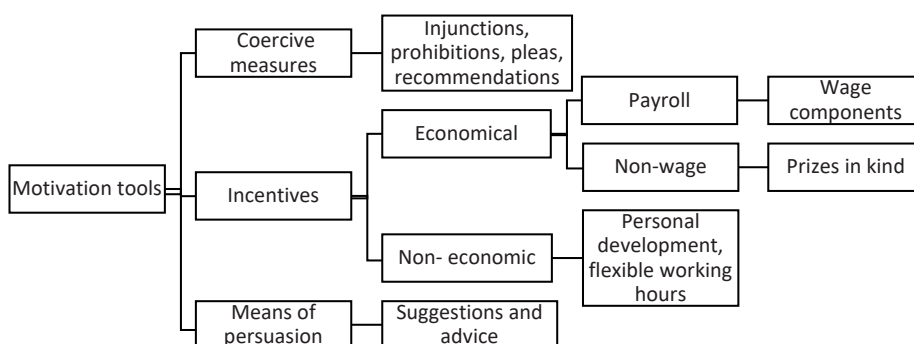 Motivation tools
Coercive
measures
Injunctions,
prohibitions, pleas,
recommendations
Incentives
Economical
Payroll
Wage
components
Non-wage
Prizes in kind
Non- economic
Personal
development,
flexible working
hours
Means of
persuasion
Suggestions and
advice